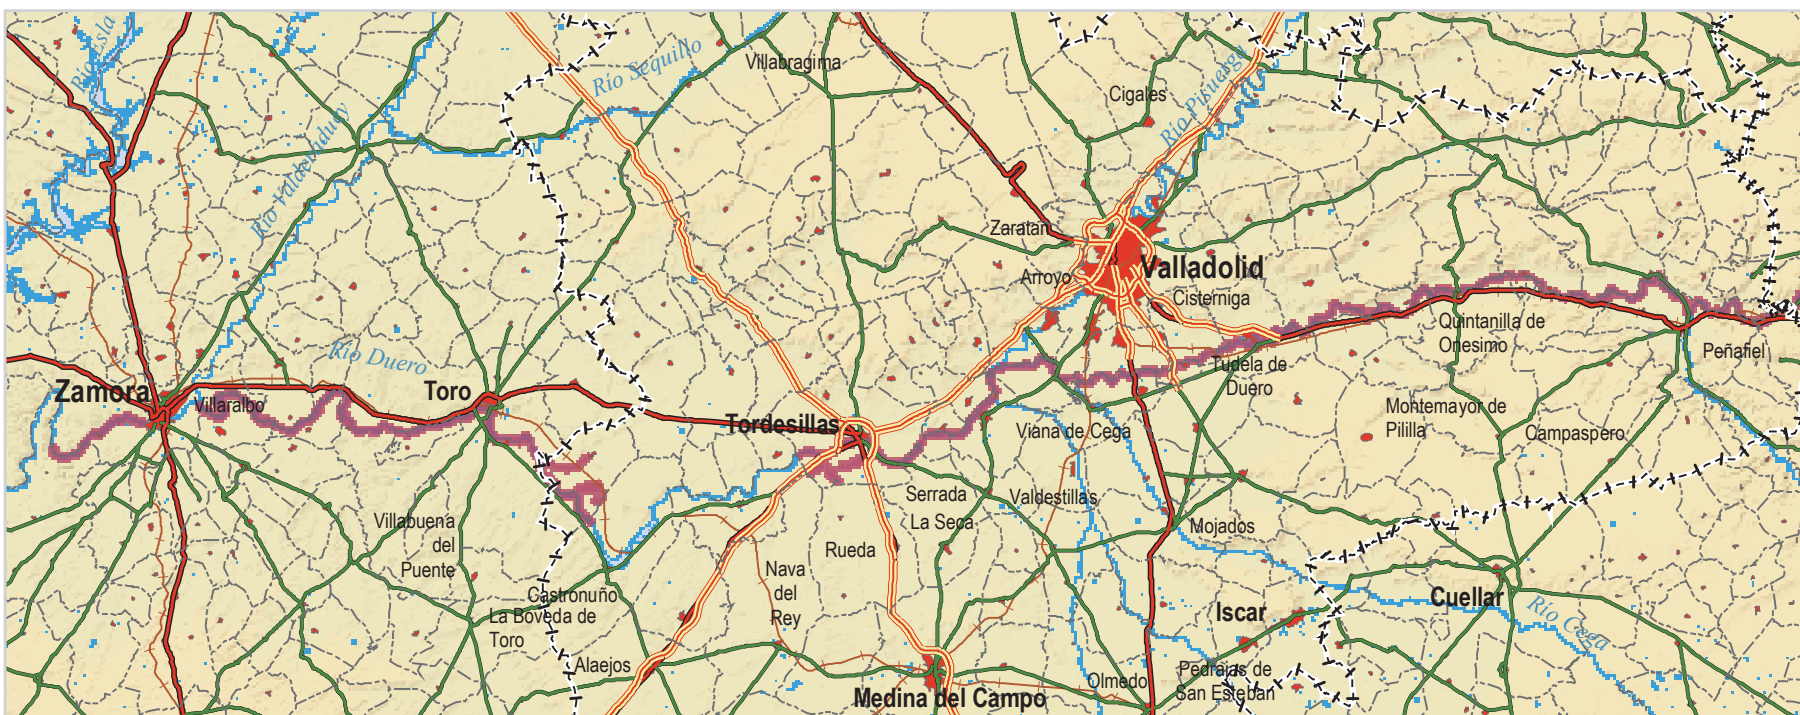 Río Esla
Río Sequillo
Villabragima
Cigales
Río Pisuerga
Río Valderaduey
Zaratán
Arroyo
Valladolid
Cisterniga
Río Duero
Quintanilla de
Onesimo
Peñafiel
Tudela de
Duero
Zamora
Villaralbo
Toro
Tordesillas
Viana de Cega
Montemayor de
Pililla
Campaspero
Serrada
La Seca
Valdestillas
Mojados
Villabuena
del
Puente
Rueda
Nava
del
Rey
Castronuño
La Bóveda de
Toro
Alaejos
Iscar
Cuellar
Río Cega
Pedrajas de
San Esteban
Olmedo
Medina del Campo